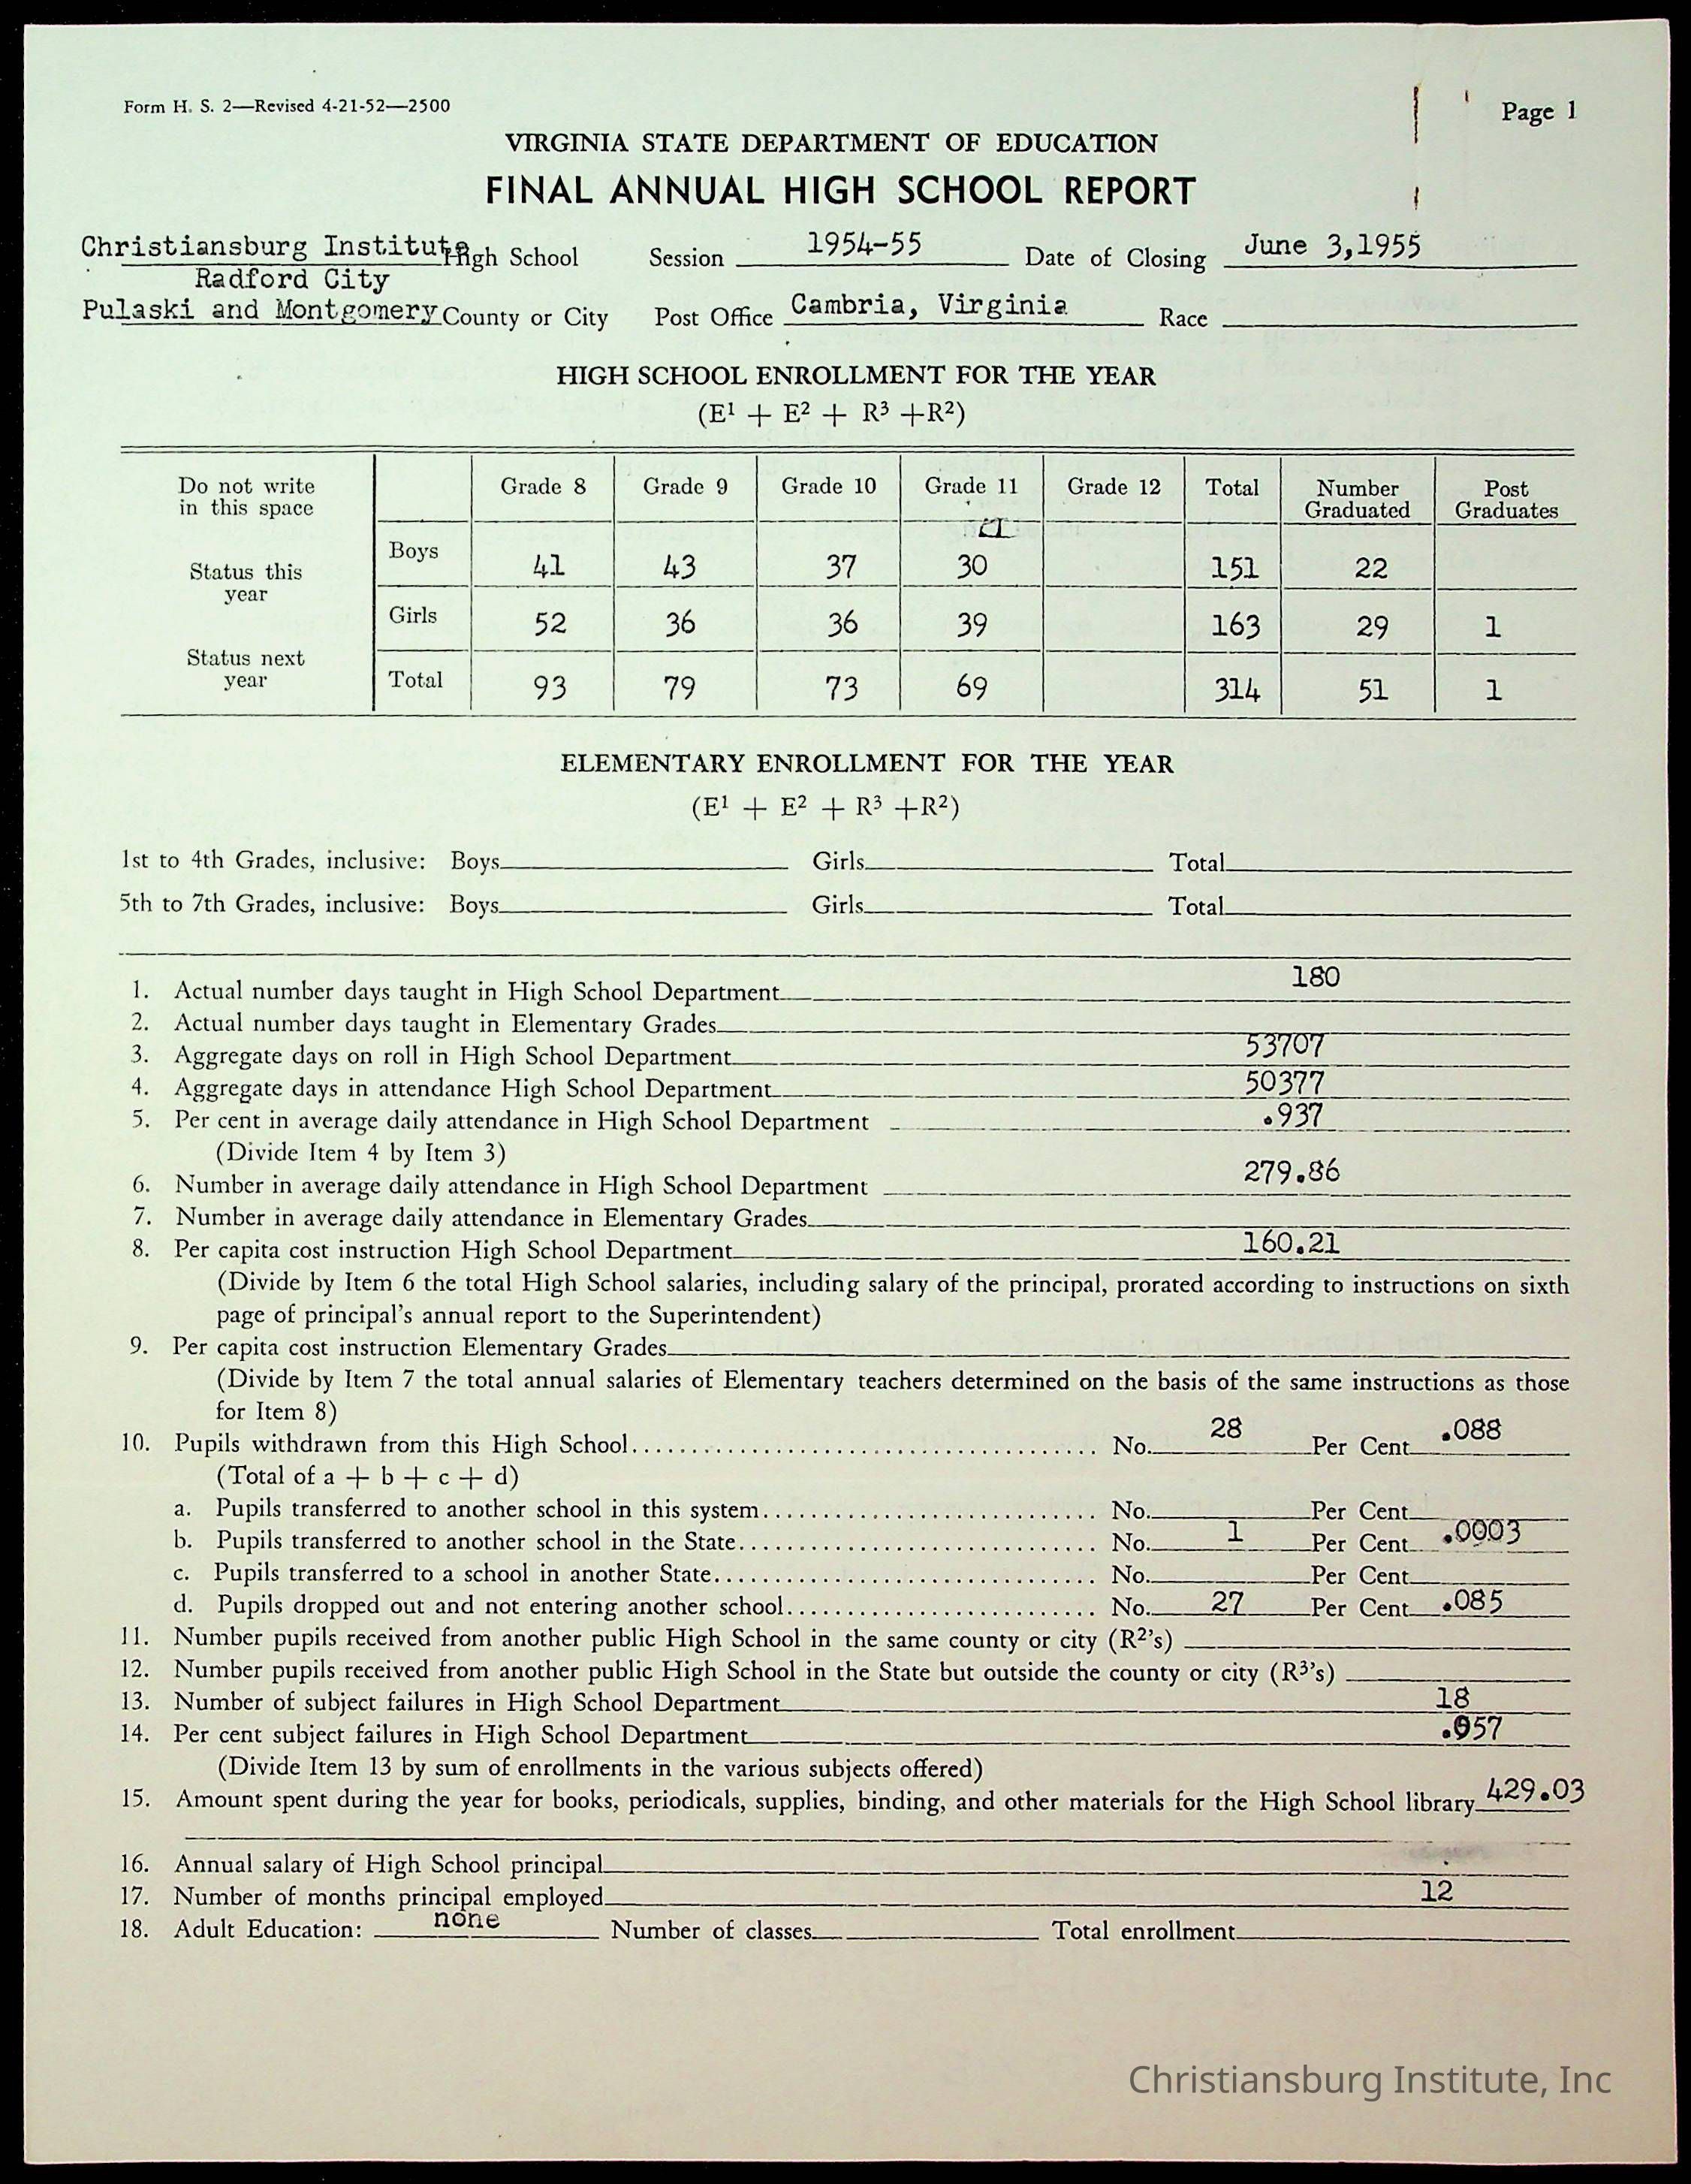 Form H. S. 2—Revised 4-21-52—2500
Page 1
VIRGINIA STATE DEPARTMENT OF EDUCATION
FINAL ANNUAL HIGH SCHOOL REPORT
Christiansburg Institute High School Session 1954-55 Date of Closing June 3,1955
Radford City
Pulaski and Montgomery County or City Post Office Cambria, Virginia Race
HIGH SCHOOL ENROLLMENT FOR THE YEAR
(E¹ + E² + R³ +R²)
Do not write in this space Grade 8 Grade 9 Grade 10 Grade 11 Grade 12 Total Number Graduated Post Graduates
Status this year Boys 41 43 37 30 151 22
Girls 52 36 36 39 163 29 1
Status next year Total 93 79 73 69 314 51 1
ELEMENTARY ENROLLMENT FOR THE YEAR
(E¹ + E² + R³ +R²)
1st to 4th Grades, inclusive: Boys Girls Total
5th to 7th Grades, inclusive: Boys Girls Total
1. Actual number days taught in High School Department 180
2. Actual number days taught in Elementary Grades
3. Aggregate days on roll in High School Department 53707
4. Aggregate days in attendance High School Department 50377
5. Per cent in average daily attendance in High School Department .937
(Divide Item 4 by Item 3)
6. Number in average daily attendance in High School Department 279.86
7. Number in average daily attendance in Elementary Grades
8. Per capita cost instruction High School Department 160.21
(Divide by Item 6 the total High School salaries, including salary of the principal, prorated according to instructions on sixth
page of principal's annual report to the Superintendent)
9. Per capita cost instruction Elementary Grades
(Divide by Item 7 the total annual salaries of Elementary teachers determined on the basis of the same instructions as those
for Item 8)
10. Pupils withdrawn from this High School No. 28 Per Cent .088
(Total of a + b + c + d)
a. Pupils transferred to another school in this system No. Per Cent
b. Pupils transferred to another school in the State No. 1 Per Cent .0003
c. Pupils transferred to a school in another State No. Per Cent
d. Pupils dropped out and not entering another school No. 27 Per Cent .085
11. Number pupils received from another public High School in the same county or city (R²'s)
12. Number pupils received from another public High School in the State but outside the county or city (R³'s)
13. Number of subject failures in High School Department 18
14. Per cent subject failures in High School Department .057
(Divide Item 13 by sum of enrollments in the various subjects offered)
15. Amount spent during the year for books, periodicals, supplies, binding, and other materials for the High School library 429.03
16. Annual salary of High School principal
17. Number of months principal employed 12
18. Adult Education: none Number of classes Total enrollment
Christiansburg Institute, Inc